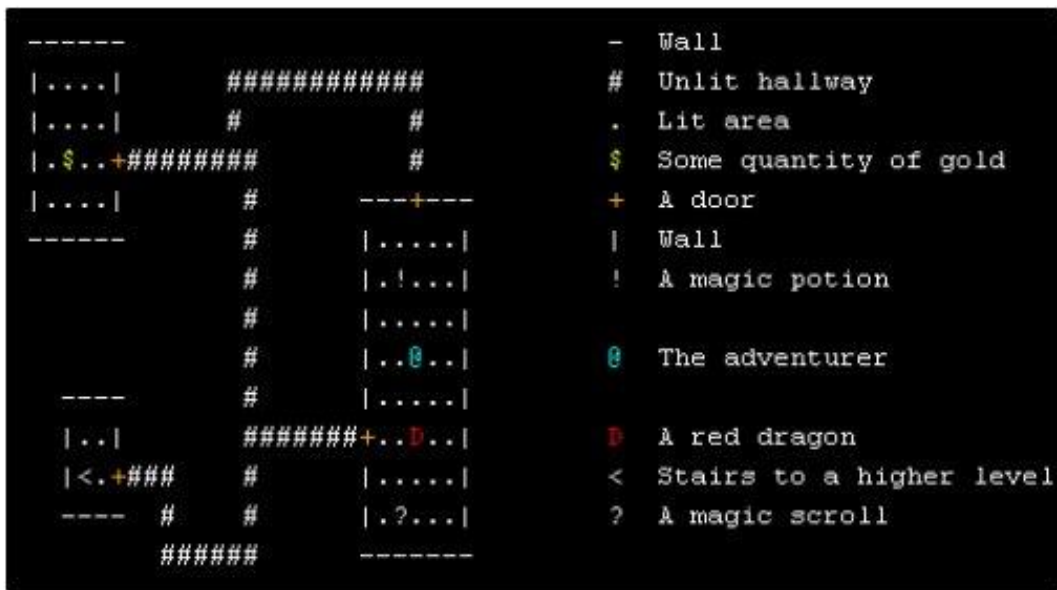 ------                              -  Wall
|....|       ############           #  Unlit hallway
|....|       #          #           .  Lit area
|.$..+########          #           $  Some quantity of gold
|....|        #      ---+---        +  A door
------        #      |.....|        |  Wall
              #      |.!...|        !  A magic potion
              #      |.....|
              #      |..@..|        @  The adventurer
  ----        #      |.....|
  |..|        #######+..D..|        D  A red dragon
  |<.+###     #      |.....|        <  Stairs to a higher level
  ----  #     #      |.?...|        ?  A magic scroll
        ######       -------